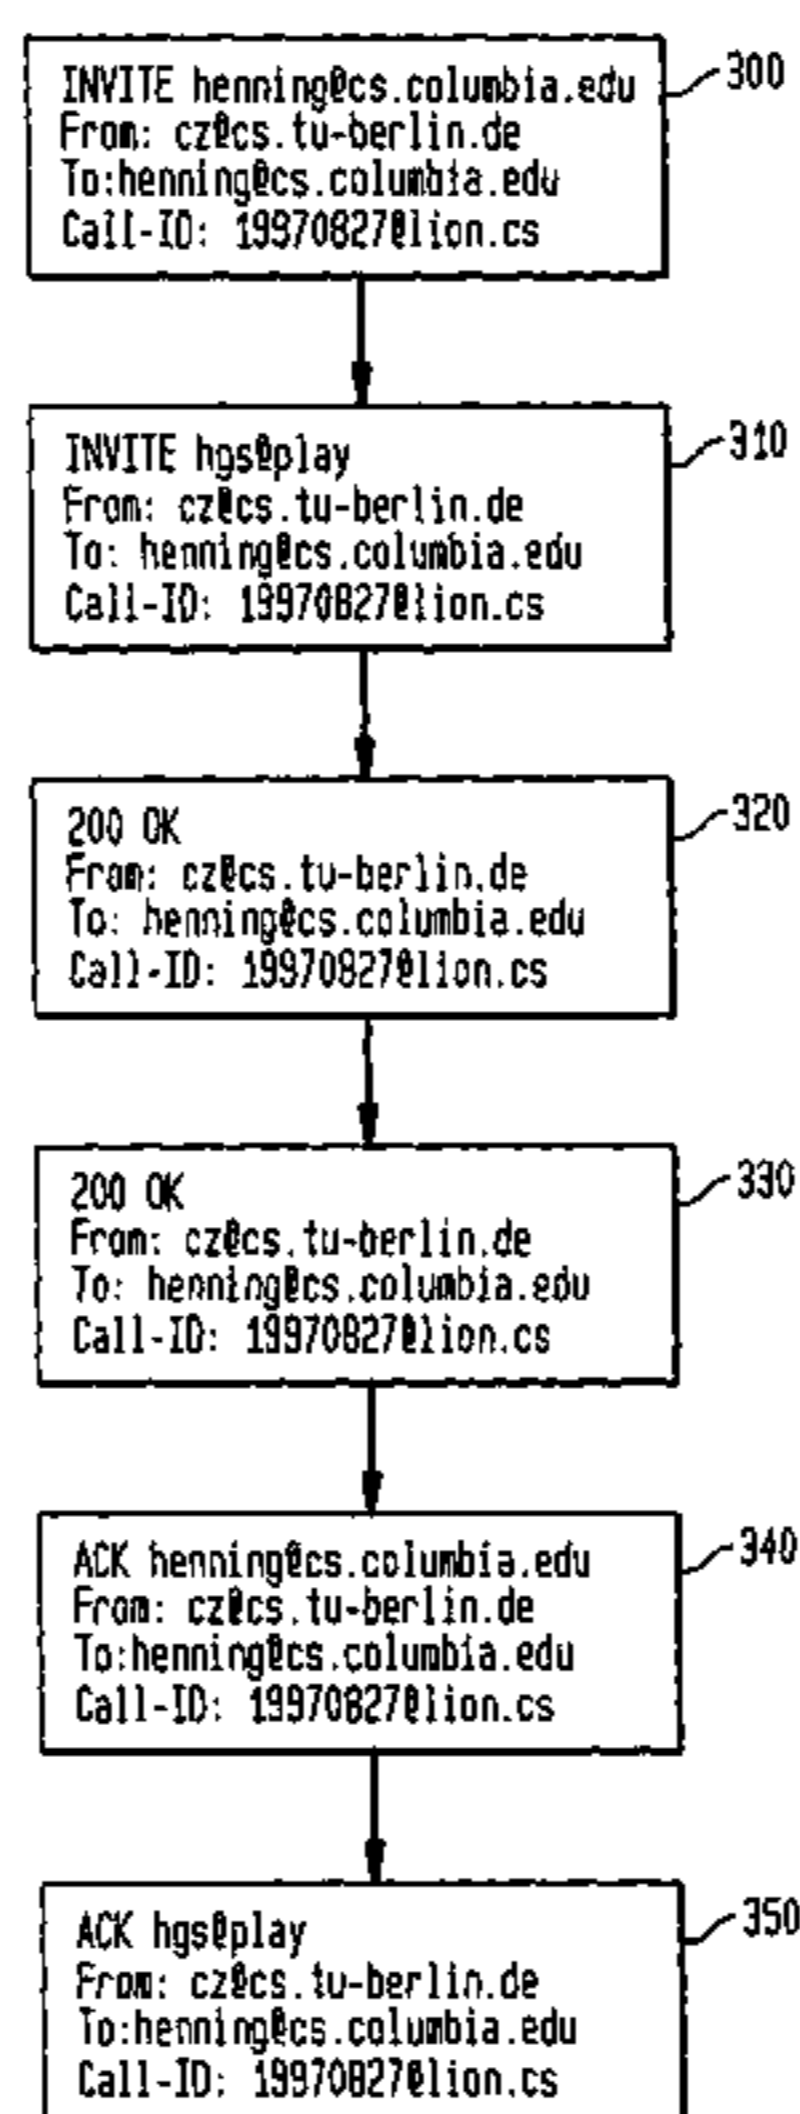 INVITE henning@cs.columbia.edu
From: cz@cs.tu-berlin.de
To:henning@cs.columbia.edu
Call-ID: 19970827@lion.cs
300
INVITE hgs@play
From: cz@cs.tu-berlin.de
To: henning@cs.columbia.edu
Call-ID: 19970827@lion.cs
310
200 OK
From: cz@cs.tu-berlin.de
To: henning@cs.columbia.edu
Call-ID: 19970827@lion.cs
320
200 OK
From: cz@cs.tu-berlin.de
To: henning@cs.columbia.edu
Call-ID: 19970827@lion.cs
330
ACK henning@cs.columbia.edu
From: cz@cs.tu-berlin.de
To:henning@cs.columbia.edu
Call-ID: 19970827@lion.cs
340
ACK hgs@play
From: cz@cs.tu-berlin.de
To:henning@cs.columbia.edu
Call-ID: 19970827@lion.cs
350